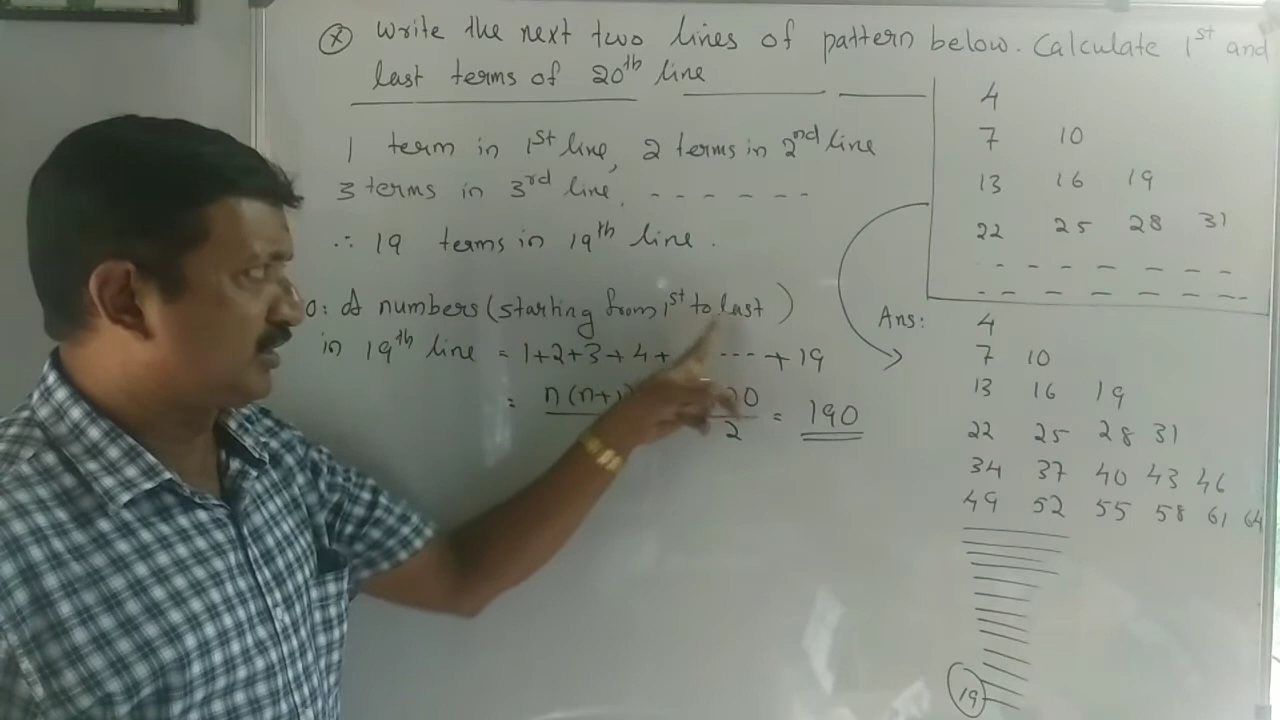 (x) Write the next two lines of pattern below. Calculate 1st and
last terms of 20th line
1 term in 1st line, 2 terms in 2nd line
3 terms in 3rd line, - - - - - -
∴ 19 terms in 19th line.
o: of numbers (starting from 1st to last)
in 19th line = 1+2+3+4+ --- + 19
= n(n+1) 20/2 = 190
4
7 10
13 16 19
22 25 28 31
- - - - - - -
- - - - - - -
Ans: 4
7 10
13 16 19
22 25 28 31
34 37 40 43 46
49 52 55 58 61 64
19